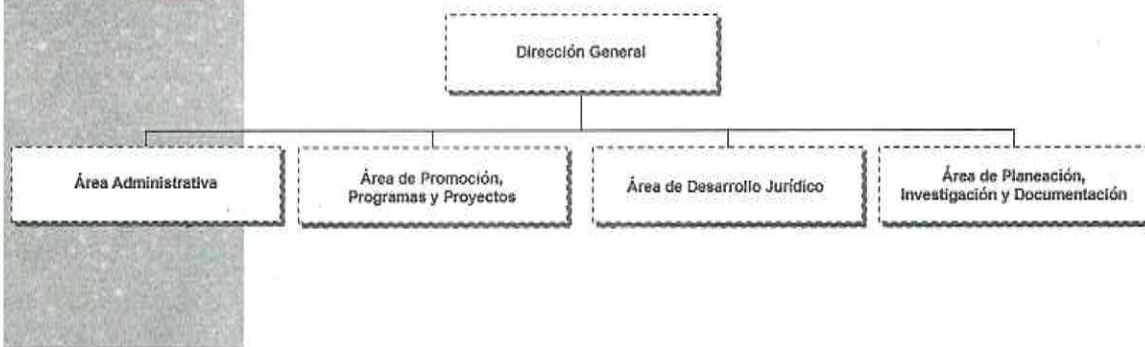 Dirección General
Área Administrativa
Área de Promoción,
Programas y Proyectos
Área de Desarrollo Jurídico
Área de Planeación,
Investigación y Documentación